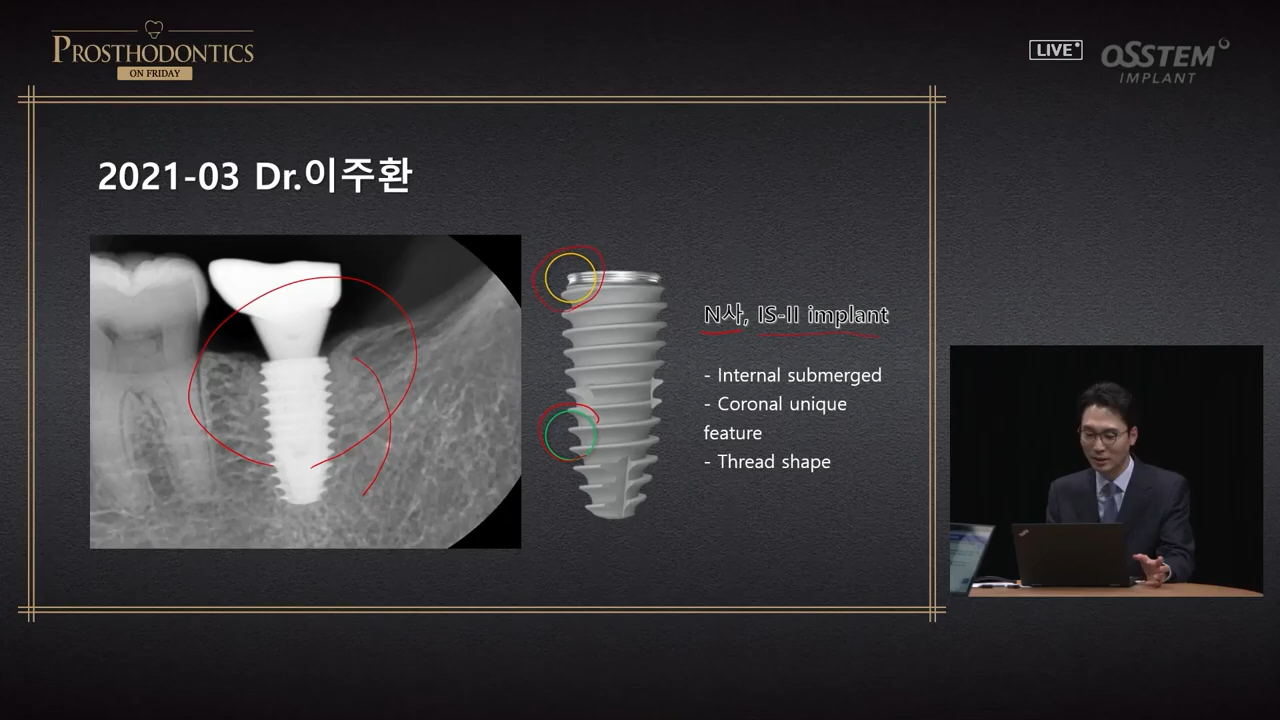 PROSTHODONTICS
ON FRIDAY
LIVE
OSSTEM
IMPLANT
2021-03 Dr.이주환
N사, IS-II implant
- Internal submerged
- Coronal unique
feature
- Thread shape